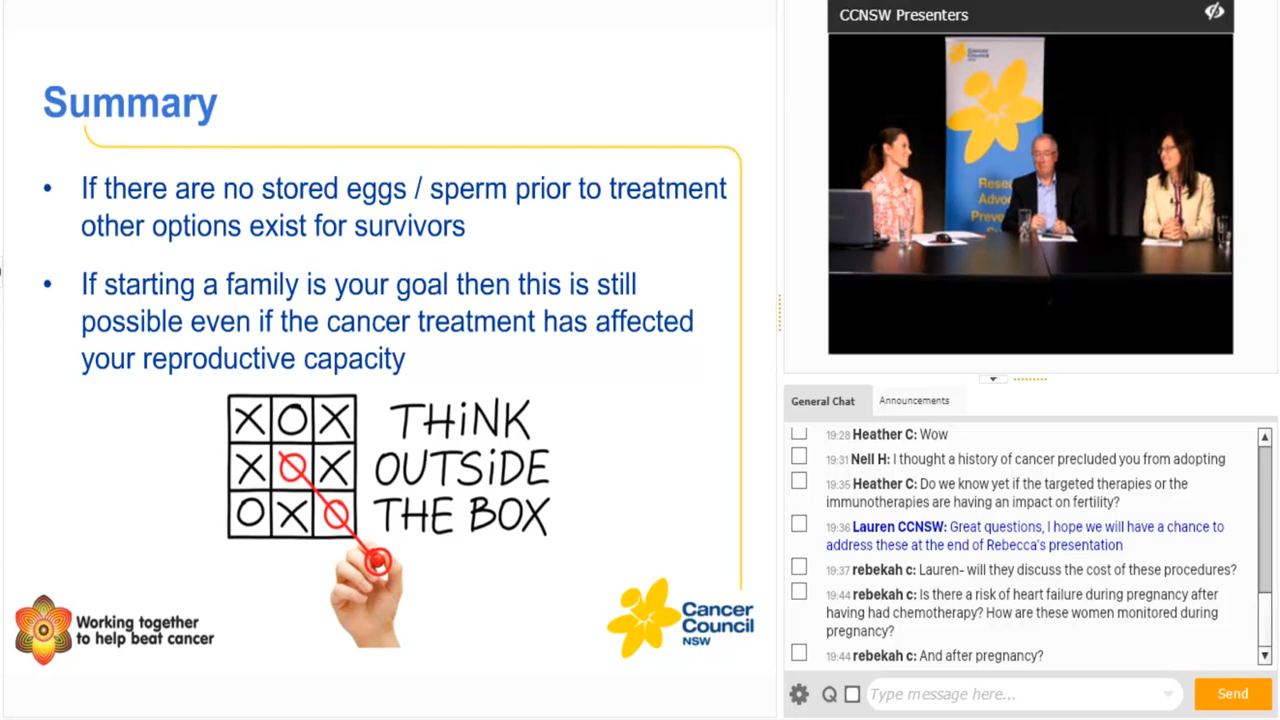 Summary
• If there are no stored eggs / sperm prior to treatment
other options exist for survivors
• If starting a family is your goal then this is still
possible even if the cancer treatment has affected
your reproductive capacity
X O X
X O X
O X O
O
THiNK
OUTSiDE
THE BOX
Working together
to help beat cancer
Cancer
Council
NSW
CCNSW Presenters
Cancer
Council
General Chat
Announcements
19:28 Heather C: Wow
19:31 Nell H: I thought a history of cancer precluded you from adopting
19:35 Heather C: Do we know yet if the targeted therapies or the
immunotherapies are having an impact on fertility?
19:36 Lauren CCNSW: Great questions, I hope we will have a chance to
address these at the end of Rebecca's presentation
19:37 rebekah c: Lauren- will they discuss the cost of these procedures?
19:44 rebekah c: Is there a risk of heart failure during pregnancy after
having had chemotherapy? How are these women monitored during
pregnancy?
19:44 rebekah c: And after pregnancy?
Q
Type message here...
Send